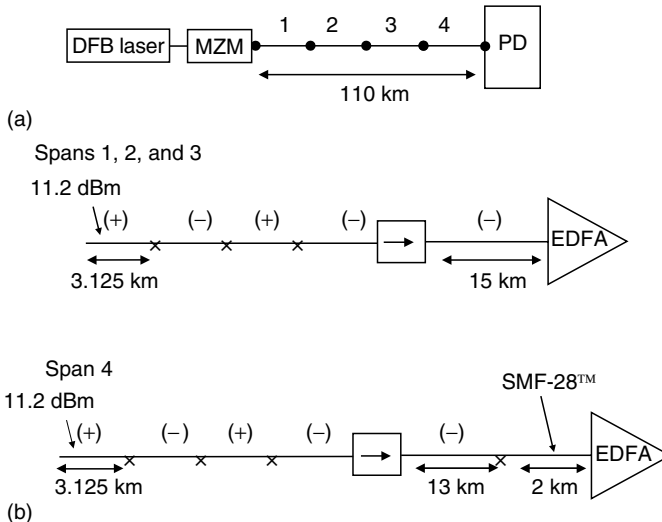 1 2 3 4
DFB laser MZM PD
110 km
(a)
Spans 1, 2, and 3
11.2 dBm
(+) (−) (+) (−) (−)
EDFA
3.125 km 15 km
Span 4
SMF-28™
11.2 dBm
(+) (−) (+) (−) (−)
EDFA
3.125 km 13 km 2 km
(b)